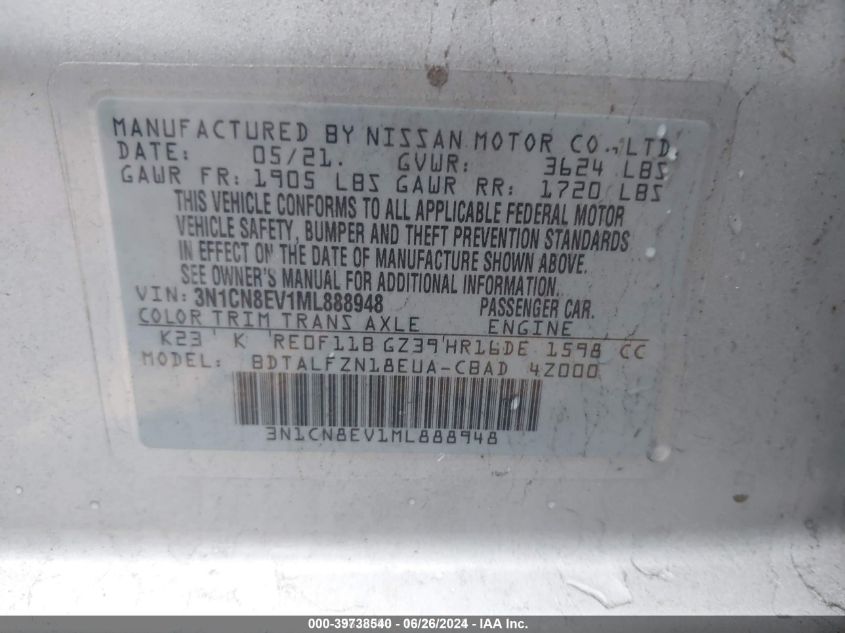 MANUFACTURED BY NISSAN MOTOR CO., LTD.
DATE: 05/21. GVWR: 3624 LBS
GAWR FR: 1905 LBS GAWR RR: 1720 LBS
THIS VEHICLE CONFORMS TO ALL APPLICABLE FEDERAL MOTOR
VEHICLE SAFETY, BUMPER AND THEFT PREVENTION STANDARDS
IN EFFECT ON THE DATE OF MANUFACTURE SHOWN ABOVE.
SEE OWNER'S MANUAL FOR ADDITIONAL INFORMATION.
VIN: 3N1CN8EV1ML888948 PASSENGER CAR.
COLOR TRIM TRANS AXLE ENGINE
K23 K RE0F11B GZ39 HR16DE 1598 CC
MODEL: BDTALFZN18EUA-CBAD 4Z000
3N1CN8EV1ML888948
000-39738540 - 06/26/2024 - IAA Inc.